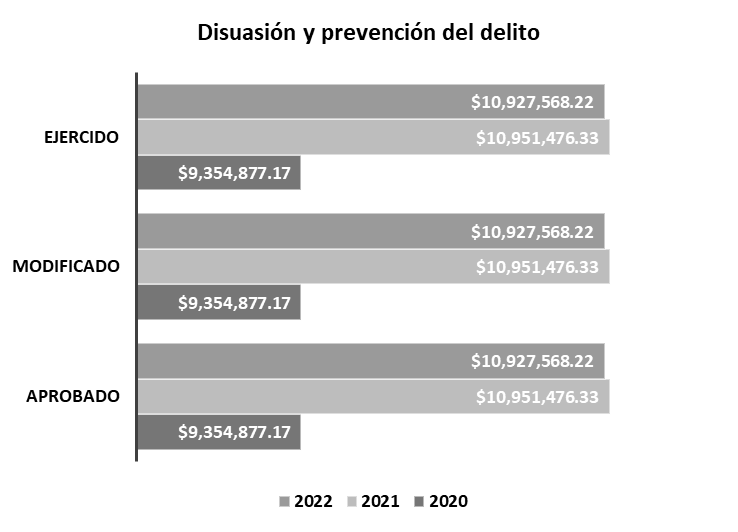 Disuasión y prevención del delito
EJERCIDO
$10,927,568.22
$10,951,476.33
$9,354,877.17
MODIFICADO
$10,927,568.22
$10,951,476.33
$9,354,877.17
APROBADO
$10,927,568.22
$10,951,476.33
$9,354,877.17
2022 2021 2020